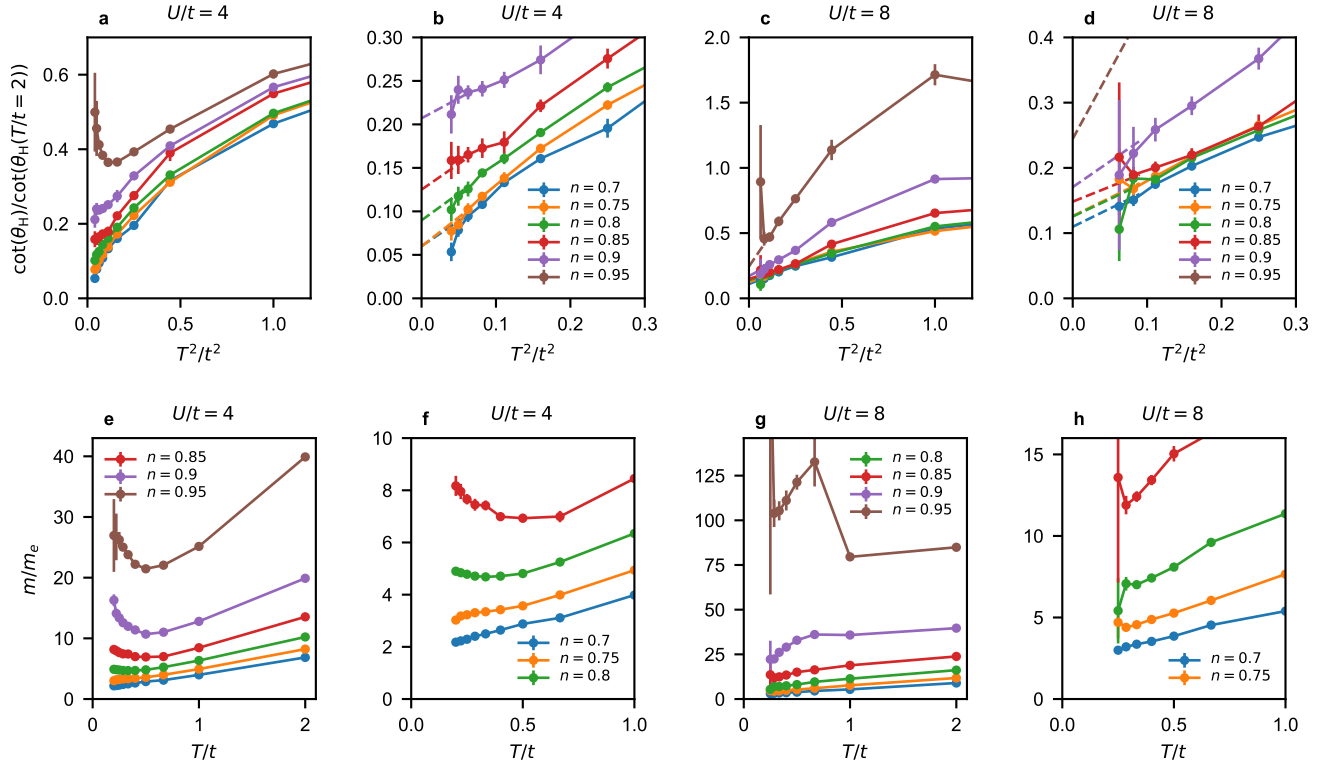 a U/t = 4
cot(θH)/cot(θH(T/t = 2))
0.6
0.4
0.2
0.0
0.0 0.5 1.0
T²/t²
b U/t = 4
0.30
0.25
0.20
0.15
0.10
0.05
0.00
n = 0.7
n = 0.75
n = 0.8
n = 0.85
n = 0.9
n = 0.95
0.0 0.1 0.2 0.3
T²/t²
c U/t = 8
2.0
1.5
1.0
0.5
0.0
0.0 0.5 1.0
T²/t²
d U/t = 8
0.4
0.3
0.2
0.1
0.0
n = 0.7
n = 0.75
n = 0.8
n = 0.85
n = 0.9
n = 0.95
0.0 0.1 0.2 0.3
T²/t²
e U/t = 4
m/me
40
30
20
10
0
n = 0.85
n = 0.9
n = 0.95
0 1 2
T/t
f U/t = 4
10
8
6
4
2
0
n = 0.7
n = 0.75
n = 0.8
0.0 0.5 1.0
T/t
g U/t = 8
125
100
75
50
25
0
n = 0.8
n = 0.85
n = 0.9
n = 0.95
0 1 2
T/t
h U/t = 8
15
10
5
0
n = 0.7
n = 0.75
0.0 0.5 1.0
T/t